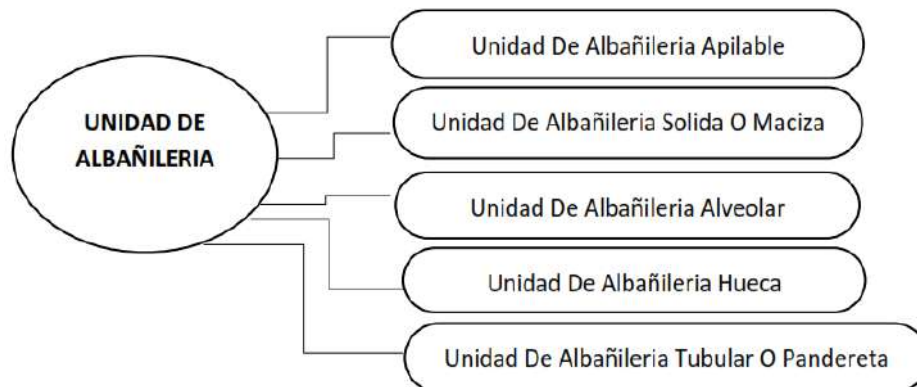 UNIDAD DE
ALBAÑILERIA
Unidad De Albañileria Apilable
Unidad De Albañileria Solida O Maciza
Unidad De Albañileria Alveolar
Unidad De Albañileria Hueca
Unidad De Albañileria Tubular O Pandereta